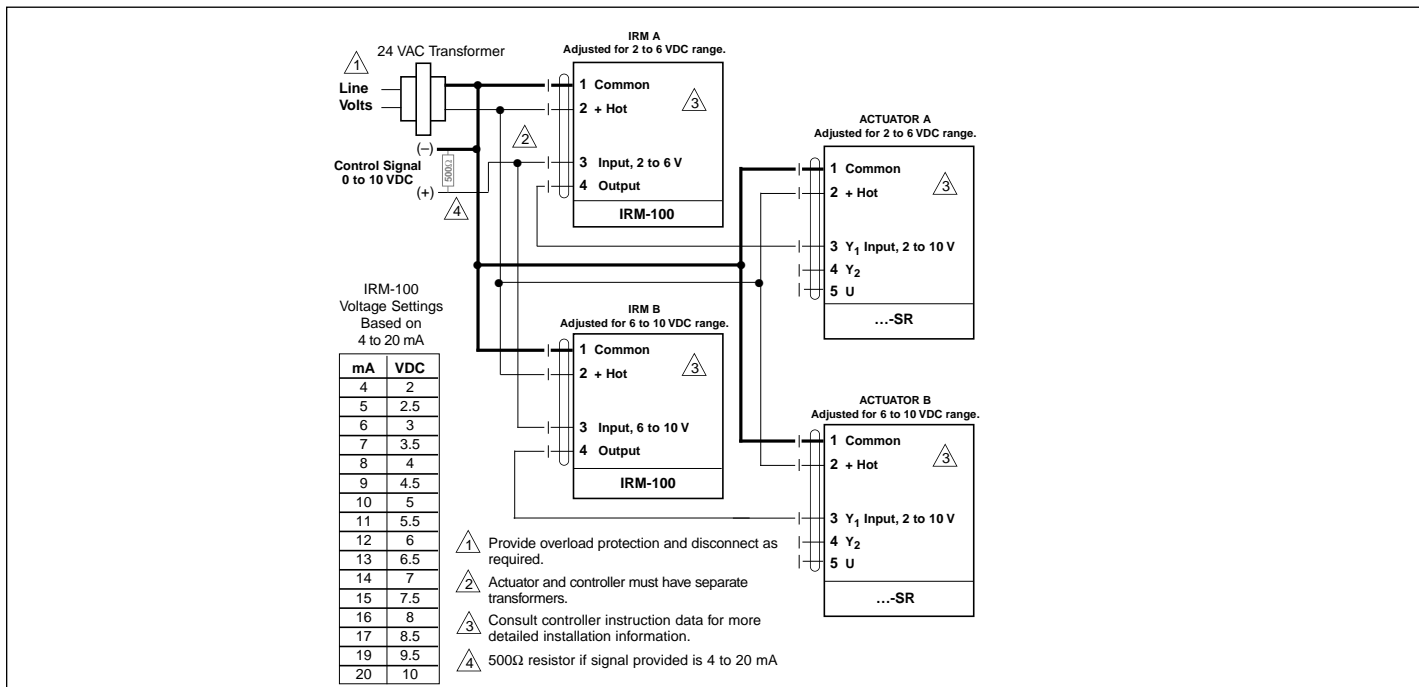 24 VAC Transformer
1
Line
Volts
(–)
Control Signal
0 to 10 VDC
500Ω
(+)
4
2
IRM A
Adjusted for 2 to 6 VDC range.
1 Common
2 + Hot
3
3 Input, 2 to 6 V
4 Output
IRM-100
ACTUATOR A
Adjusted for 2 to 6 VDC range.
1 Common
2 + Hot
3
3 Y1 Input, 2 to 10 V
4 Y2
5 U
…-SR
IRM B
Adjusted for 6 to 10 VDC range.
1 Common
2 + Hot
3
3 Input, 6 to 10 V
4 Output
IRM-100
ACTUATOR B
Adjusted for 6 to 10 VDC range.
1 Common
2 + Hot
3
3 Y1 Input, 2 to 10 V
4 Y2
5 U
…-SR
IRM-100
Voltage Settings
Based on
4 to 20 mA
mA VDC
4 2
5 2.5
6 3
7 3.5
8 4
9 4.5
10 5
11 5.5
12 6
13 6.5
14 7
15 7.5
16 8
17 8.5
19 9.5
20 10
1 Provide overload protection and disconnect as
required.
2 Actuator and controller must have separate
transformers.
3 Consult controller instruction data for more
detailed installation information.
4 500Ω resistor if signal provided is 4 to 20 mA